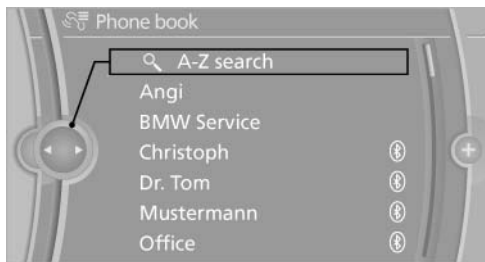 Phone book
A-Z search
Angi
BMW Service
Christoph
Dr. Tom
Mustermann
Office